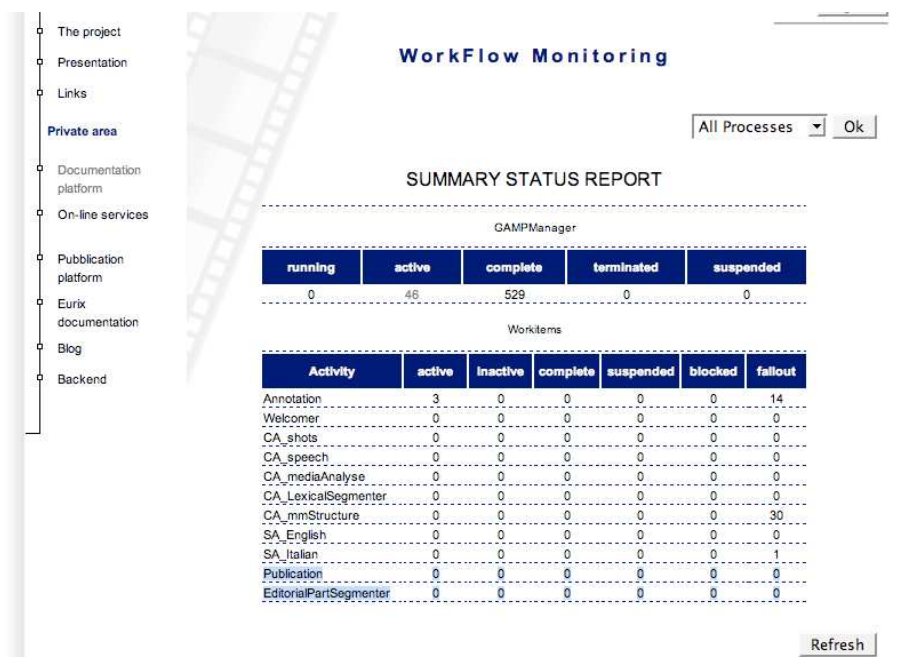 The project
Presentation
Links
Private area
Documentation
platform
On-line services
Pubblication
platform
Eurix
documentation
Blog
Backend
WorkFlow Monitoring
All Processes Ok
SUMMARY STATUS REPORT
GAMPManager
running active complete terminated suspended
0 46 529 0 0
Workitems
Activity active inactive complete suspended blocked fallout
Annotation 3 0 0 0 0 14
Welcomer 0 0 0 0 0 0
CA_shots 0 0 0 0 0 0
CA_speech 0 0 0 0 0 0
CA_mediaAnalyse 0 0 0 0 0 0
CA_LexicalSegmenter 0 0 0 0 0 0
CA_mmStructure 0 0 0 0 0 30
SA_English 0 0 0 0 0 0
SA_Italian 0 0 0 0 0 1
Publication 0 0 0 0 0 0
EditorialPartSegmenter 0 0 0 0 0 0
Refresh